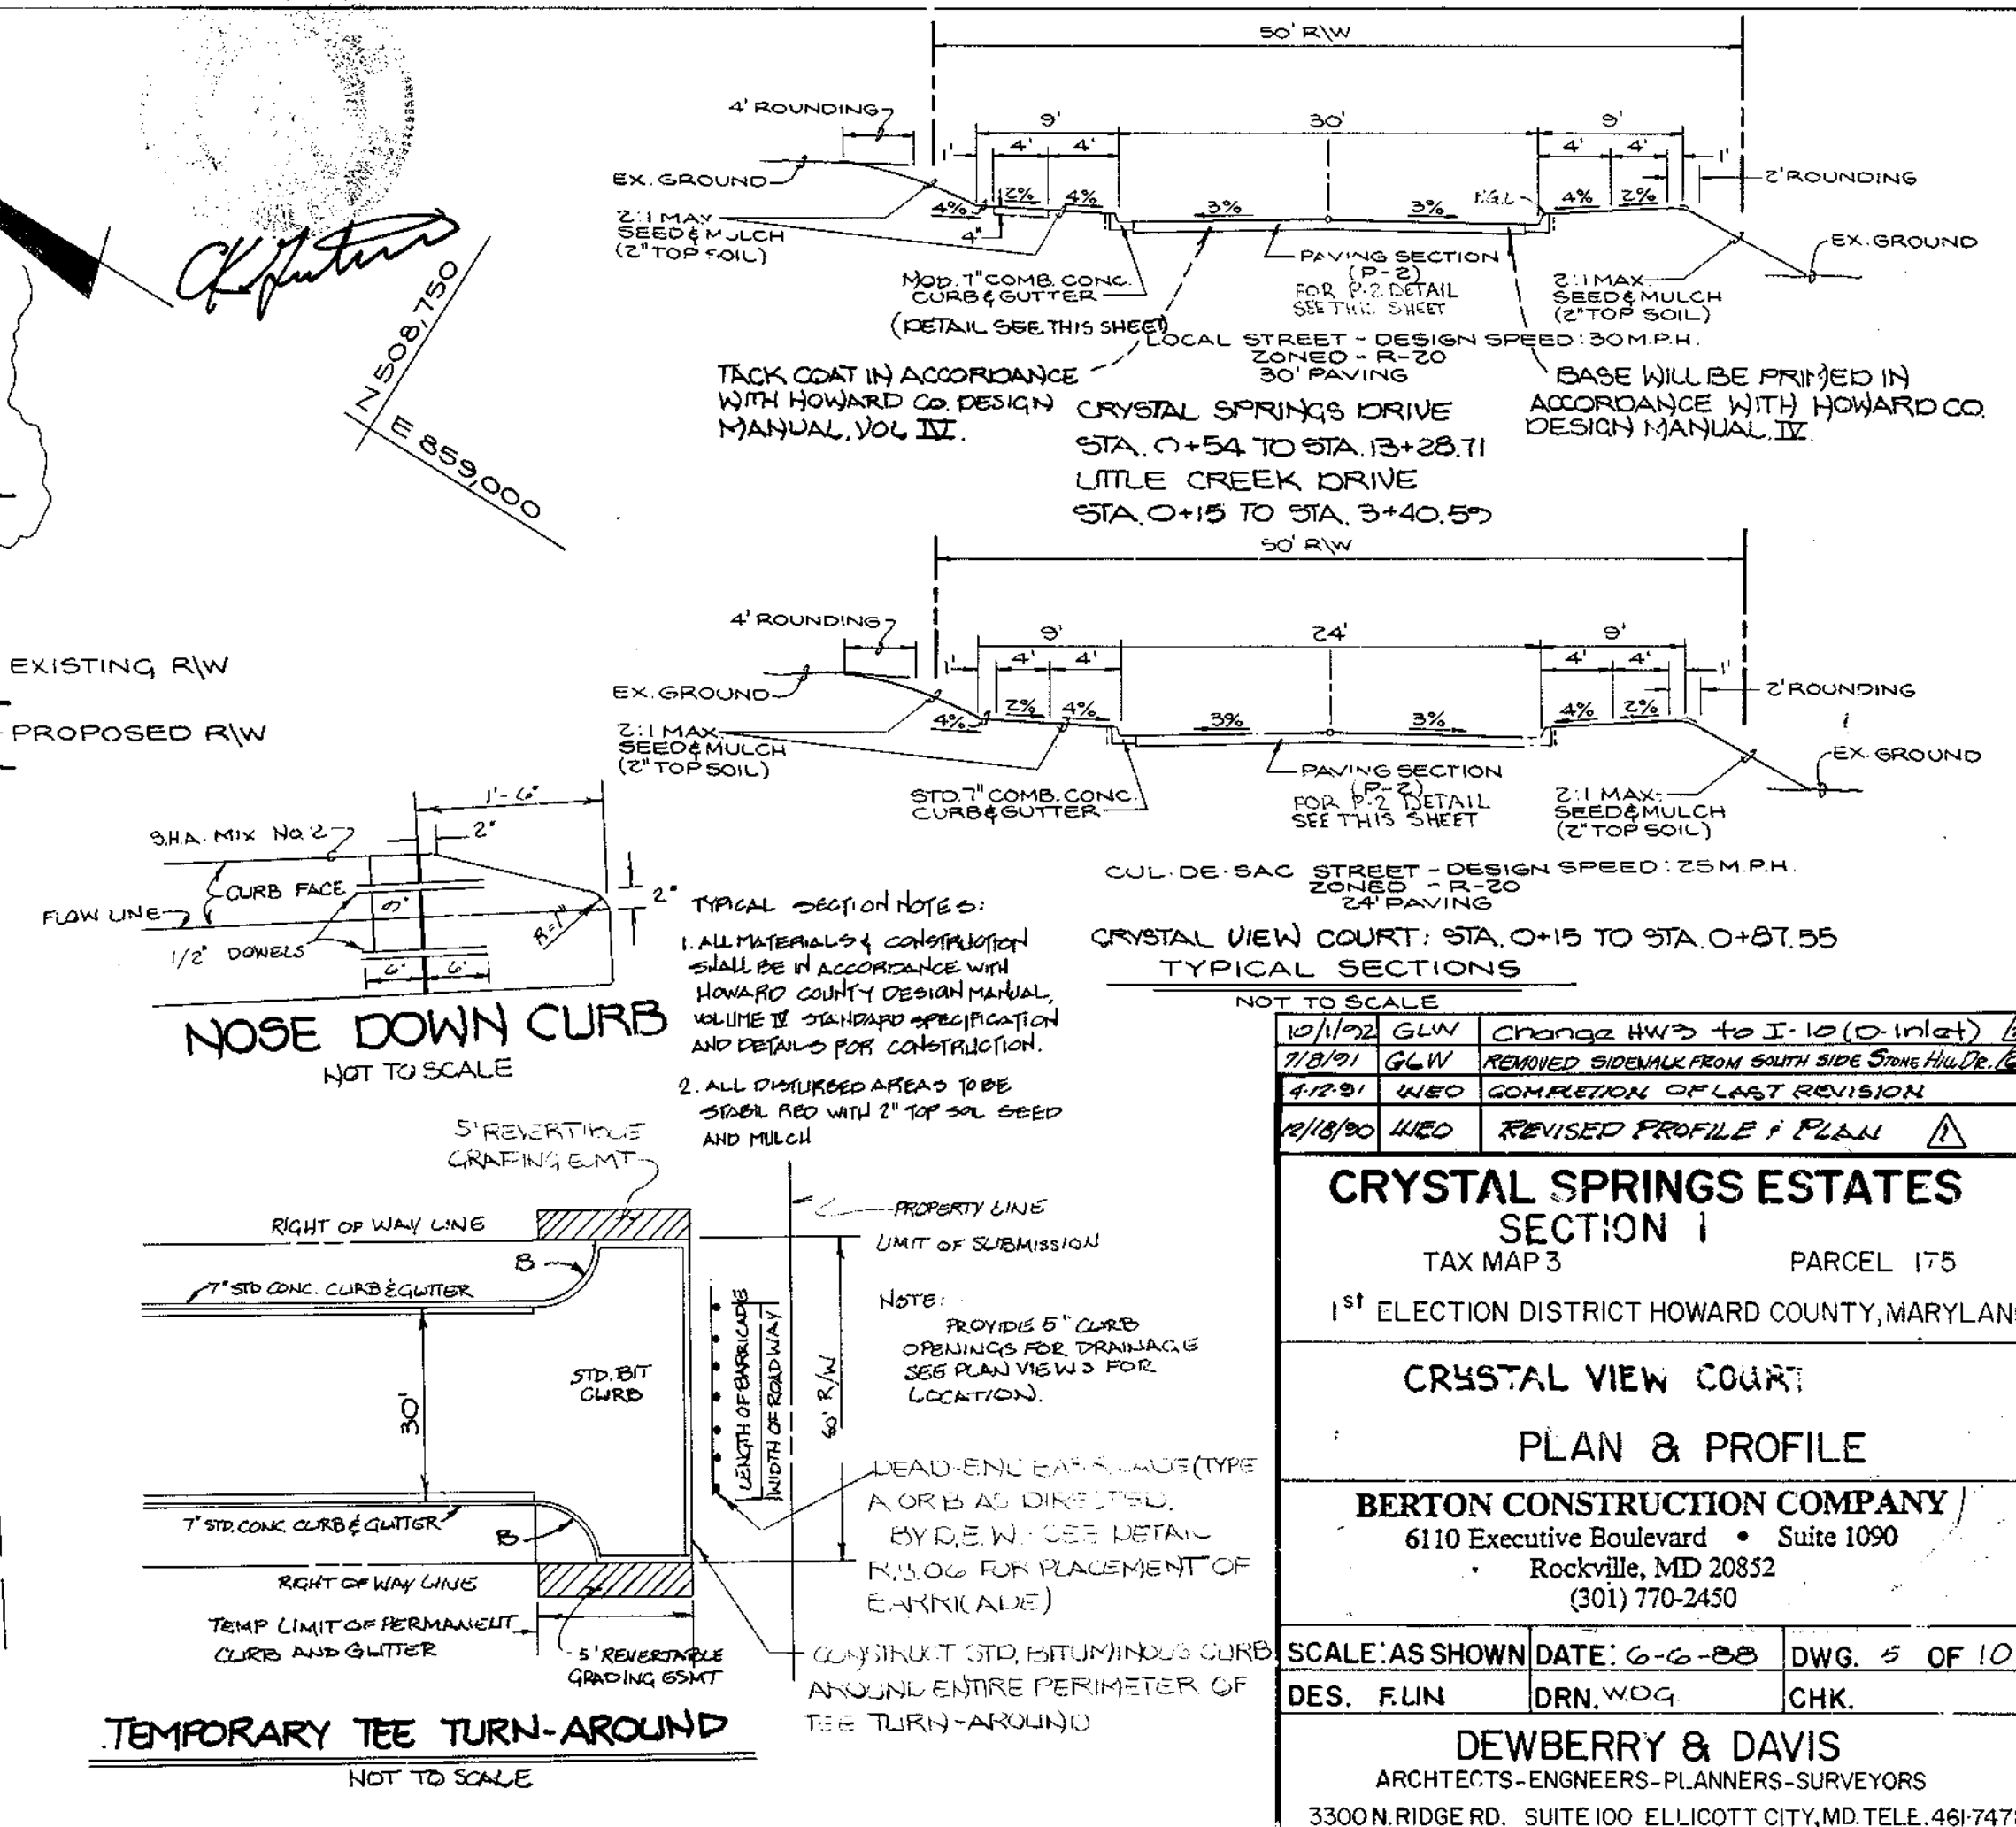 50' R\W
4' ROUNDING
9'
30'
9'
1'
4'
4'
4'
4'
1'
EX. GROUND
2' ROUNDING
4%
2%
4%
3%
3%
P.G.L
4%
2%
2:1 MAX
SEED & MULCH
(2" TOP SOIL)
4"
EX. GROUND
MOD. 7" COMB. CONC.
CURB & GUTTER
(DETAIL SEE THIS SHEET)
PAVING SECTION
(P-2)
FOR P-2 DETAIL
SEE THIS SHEET
2:1 MAX.
SEED & MULCH
(2" TOP SOIL)
LOCAL STREET - DESIGN SPEED: 30 M.P.H.
ZONED - R-20
30' PAVING
TACK COAT IN ACCORDANCE
WITH HOWARD CO. DESIGN
MANUAL, VOL IV.
BASE WILL BE PRIMED IN
ACCORDANCE WITH HOWARD CO.
DESIGN MANUAL IV.
CRYSTAL SPRINGS DRIVE
STA. 0+54 TO STA. 13+28.71
LITTLE CREEK DRIVE
STA. 0+15 TO STA. 3+40.59
N 508,750
E 859,000
50' R\W
4' ROUNDING
9'
24'
9'
1'
4'
4'
4'
4'
1'
EX. GROUND
2' ROUNDING
4%
2%
4%
3%
3%
4%
2%
2:1 MAX.
SEED & MULCH
(2" TOP SOIL)
EX. GROUND
STD. 7" COMB. CONC.
CURB & GUTTER
PAVING SECTION
(P-2)
FOR P-2 DETAIL
SEE THIS SHEET
2:1 MAX.
SEED & MULCH
(2" TOP SOIL)
CUL-DE-SAC STREET - DESIGN SPEED: 25 M.P.H.
ZONED - R-20
24' PAVING
CRYSTAL VIEW COURT: STA. 0+15 TO STA. 0+87.55
TYPICAL SECTIONS
NOT TO SCALE
EXISTING R\W
PROPOSED R\W
1'-6"
2"
S.H.A. MIX NO. 2
CURB FACE
FLOW LINE
1/2" DOWELS
2"
R=1"
6"
6"
NOSE DOWN CURB
NOT TO SCALE
TYPICAL SECTION NOTES:
1. ALL MATERIALS & CONSTRUCTION
SHALL BE IN ACCORDANCE WITH
HOWARD COUNTY DESIGN MANUAL,
VOLUME IV STANDARD SPECIFICATION
AND DETAILS FOR CONSTRUCTION.
2. ALL DISTURBED AREAS TO BE
STABIL RED WITH 2" TOP SOL SEED
AND MULCH
5' REVERTIBLE
GRADING ESMT
RIGHT OF WAY LINE
B
7" STD CONC. CURB & GUTTER
30'
STD. BIT
CURB
LENGTH OF BARRICADE
WIDTH OF ROADWAY
60' R/W
7" STD. CONC. CURB & GUTTER
B
RIGHT OF WAY LINE
TEMP LIMIT OF PERMANENT
CURB AND GUTTER
5' REVERTABLE
GRADING ESMT
PROPERTY LINE
LIMIT OF SUBMISSION
NOTE:
PROVIDE 5" CURB
OPENINGS FOR DRAINAGE
SEE PLAN VIEWS FOR
LOCATION.
DEAD-END BARRICADE (TYPE
A OR B AS DIRECTED.
BY D.E.W. SEE DETAIL
FOR PLACEMENT OF
BARRICADE)
CONSTRUCT STD. BITUMINOUS CURB
AROUND ENTIRE PERIMETER OF
TEE TURN-AROUND
TEMPORARY TEE TURN-AROUND
NOT TO SCALE
10/1/92 GLW Change HW3 to I-10 (D-Inlet)
7/8/91 GLW REMOVED SIDEWALK FROM SOUTH SIDE STONE HILL DR.
4-12-91 WEO COMPLETION OF LAST REVISION
12/18/90 WEO REVISED PROFILE & PLAN 1
CRYSTAL SPRINGS ESTATES
SECTION 1
TAX MAP 3 PARCEL 175
1st ELECTION DISTRICT HOWARD COUNTY, MARYLAN
CRYSTAL VIEW COURT
PLAN & PROFILE
BERTON CONSTRUCTION COMPANY
6110 Executive Boulevard • Suite 1090
Rockville, MD 20852
(301) 770-2450
SCALE: AS SHOWN DATE: 6-6-88 DWG. 5 OF 10
DES. F. LIN DRN. W.D.G. CHK.
DEWBERRY & DAVIS
ARCHTECTS-ENGNEERS-PLANNERS-SURVEYORS
3300 N. RIDGE RD. SUITE 100 ELLICOTT CITY, MD. TELE. 461-747